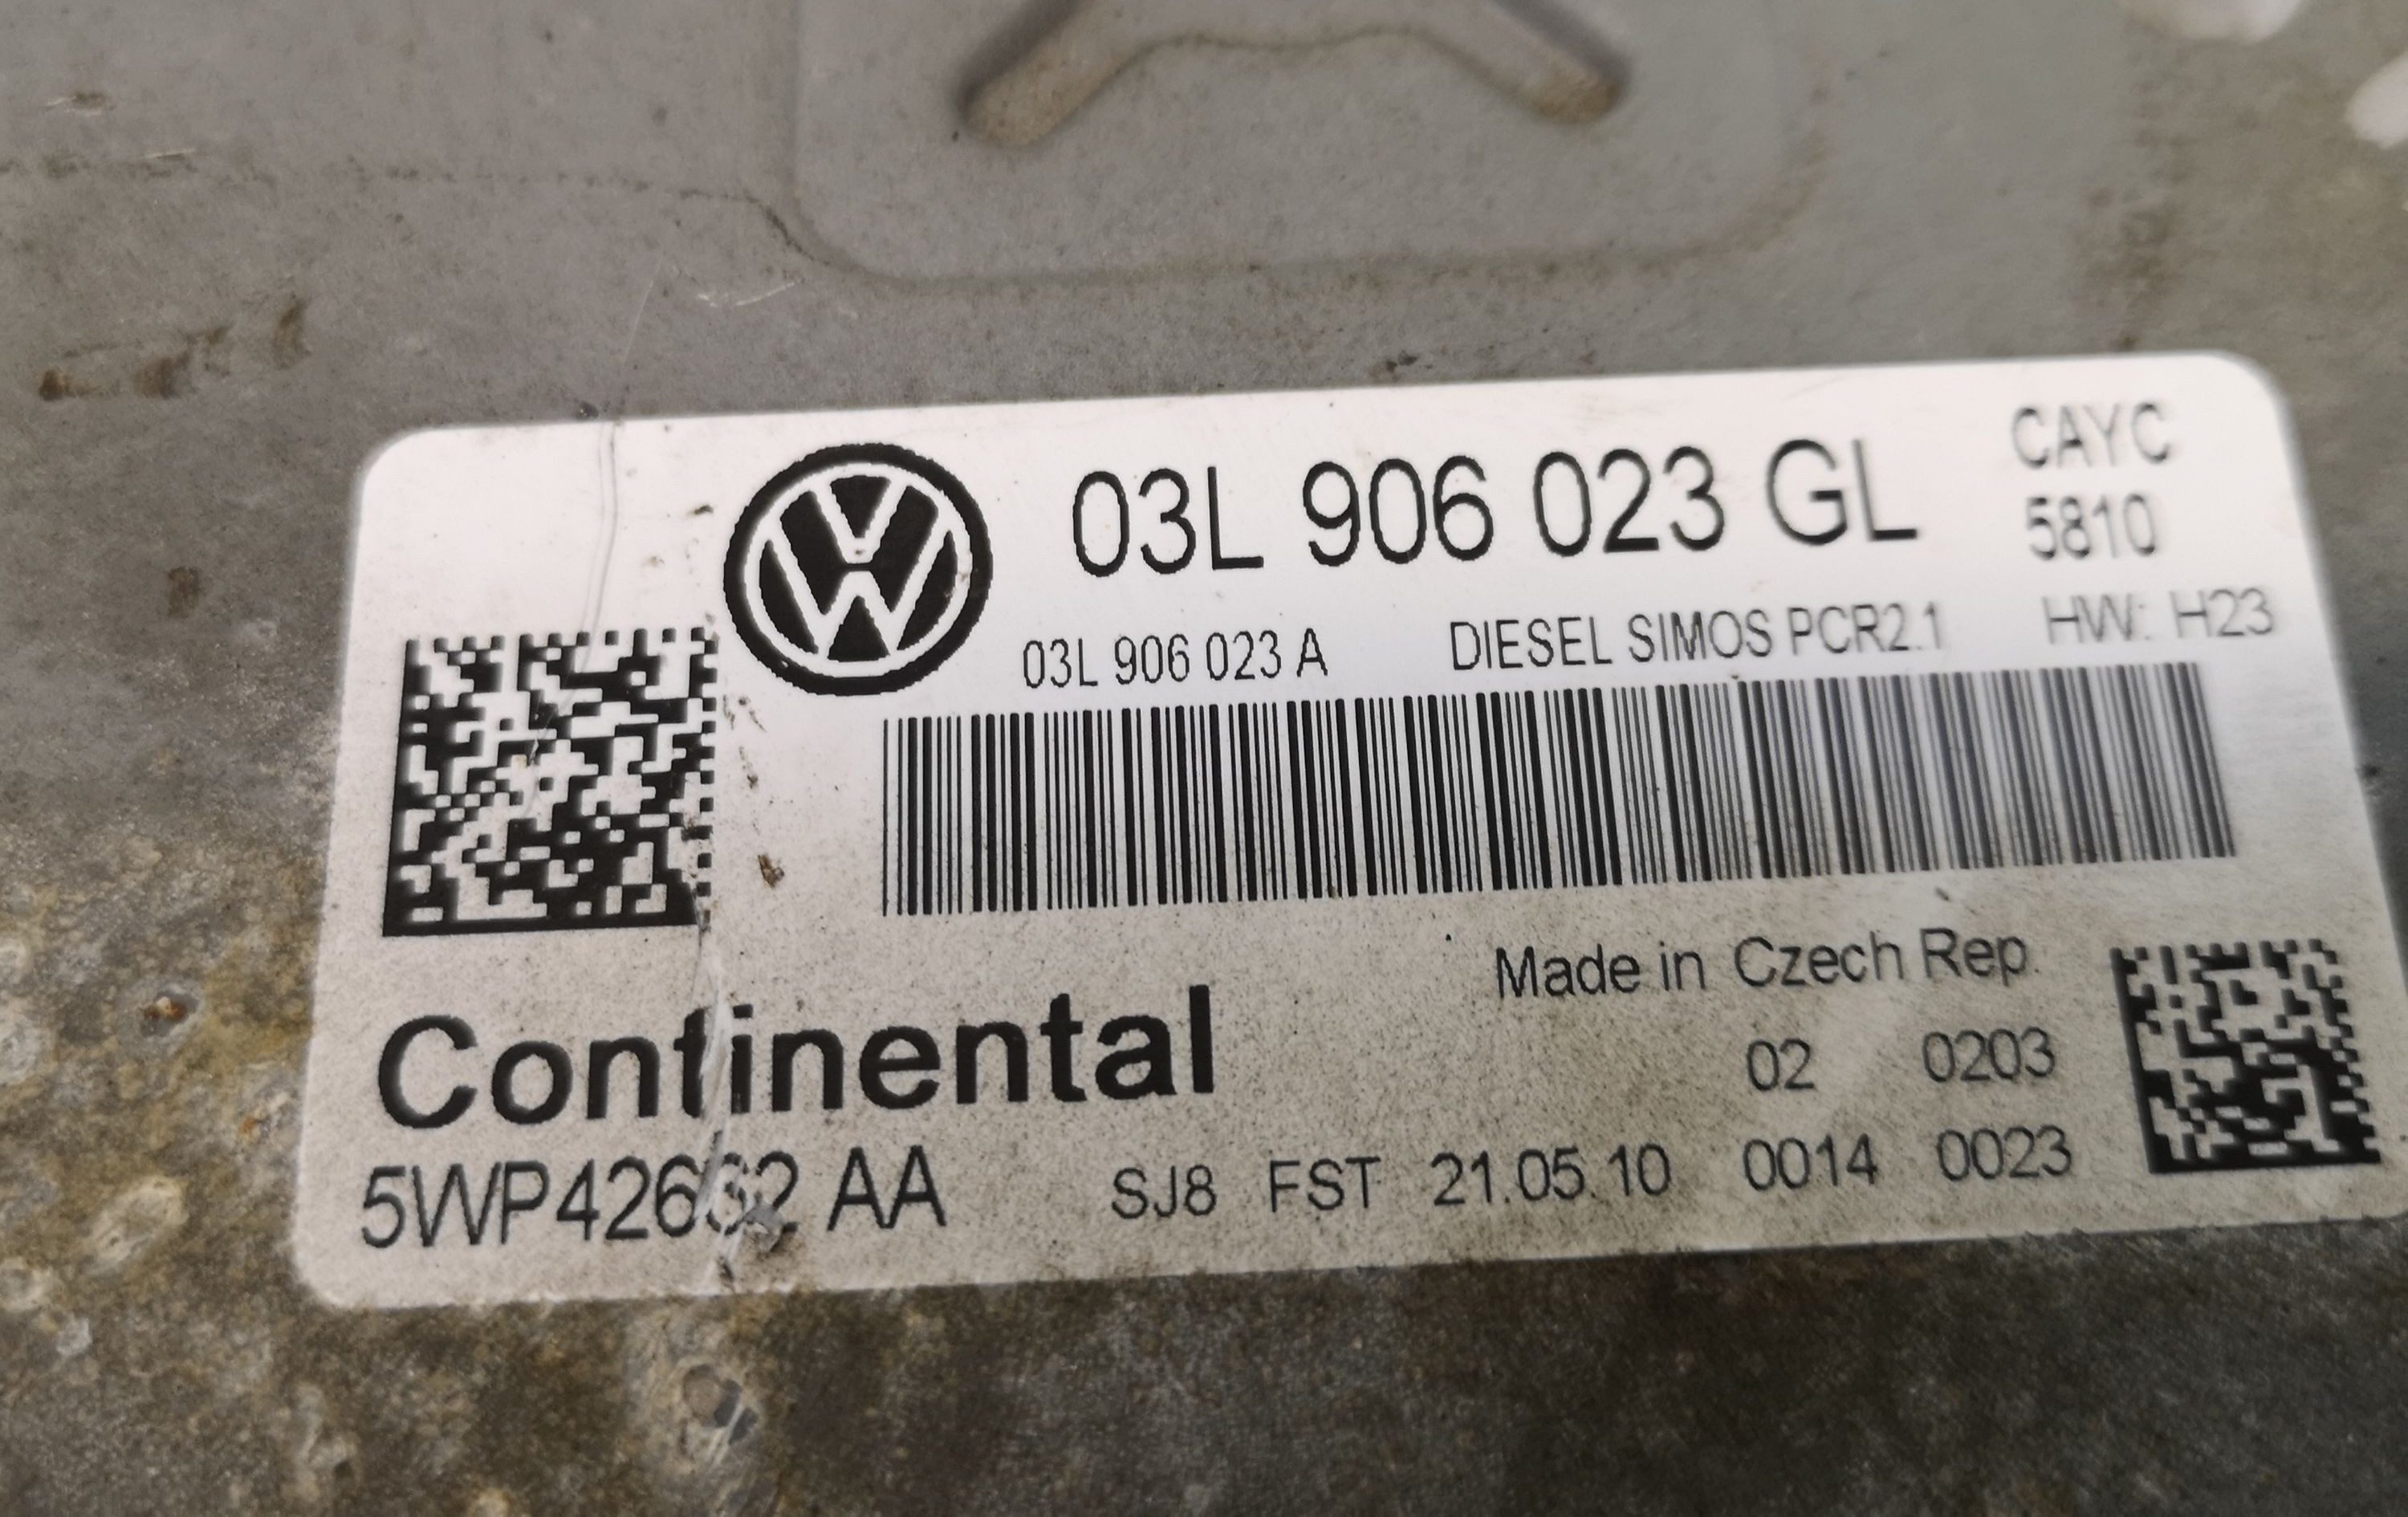 03L 906 023 GL
CAYC
5810
03L 906 023 A DIESEL SIMOS PCR2.1 HW: H23
Made in Czech Rep.
Continental
02 0203
AA SJ8 FST 21.05.10 0014 0023